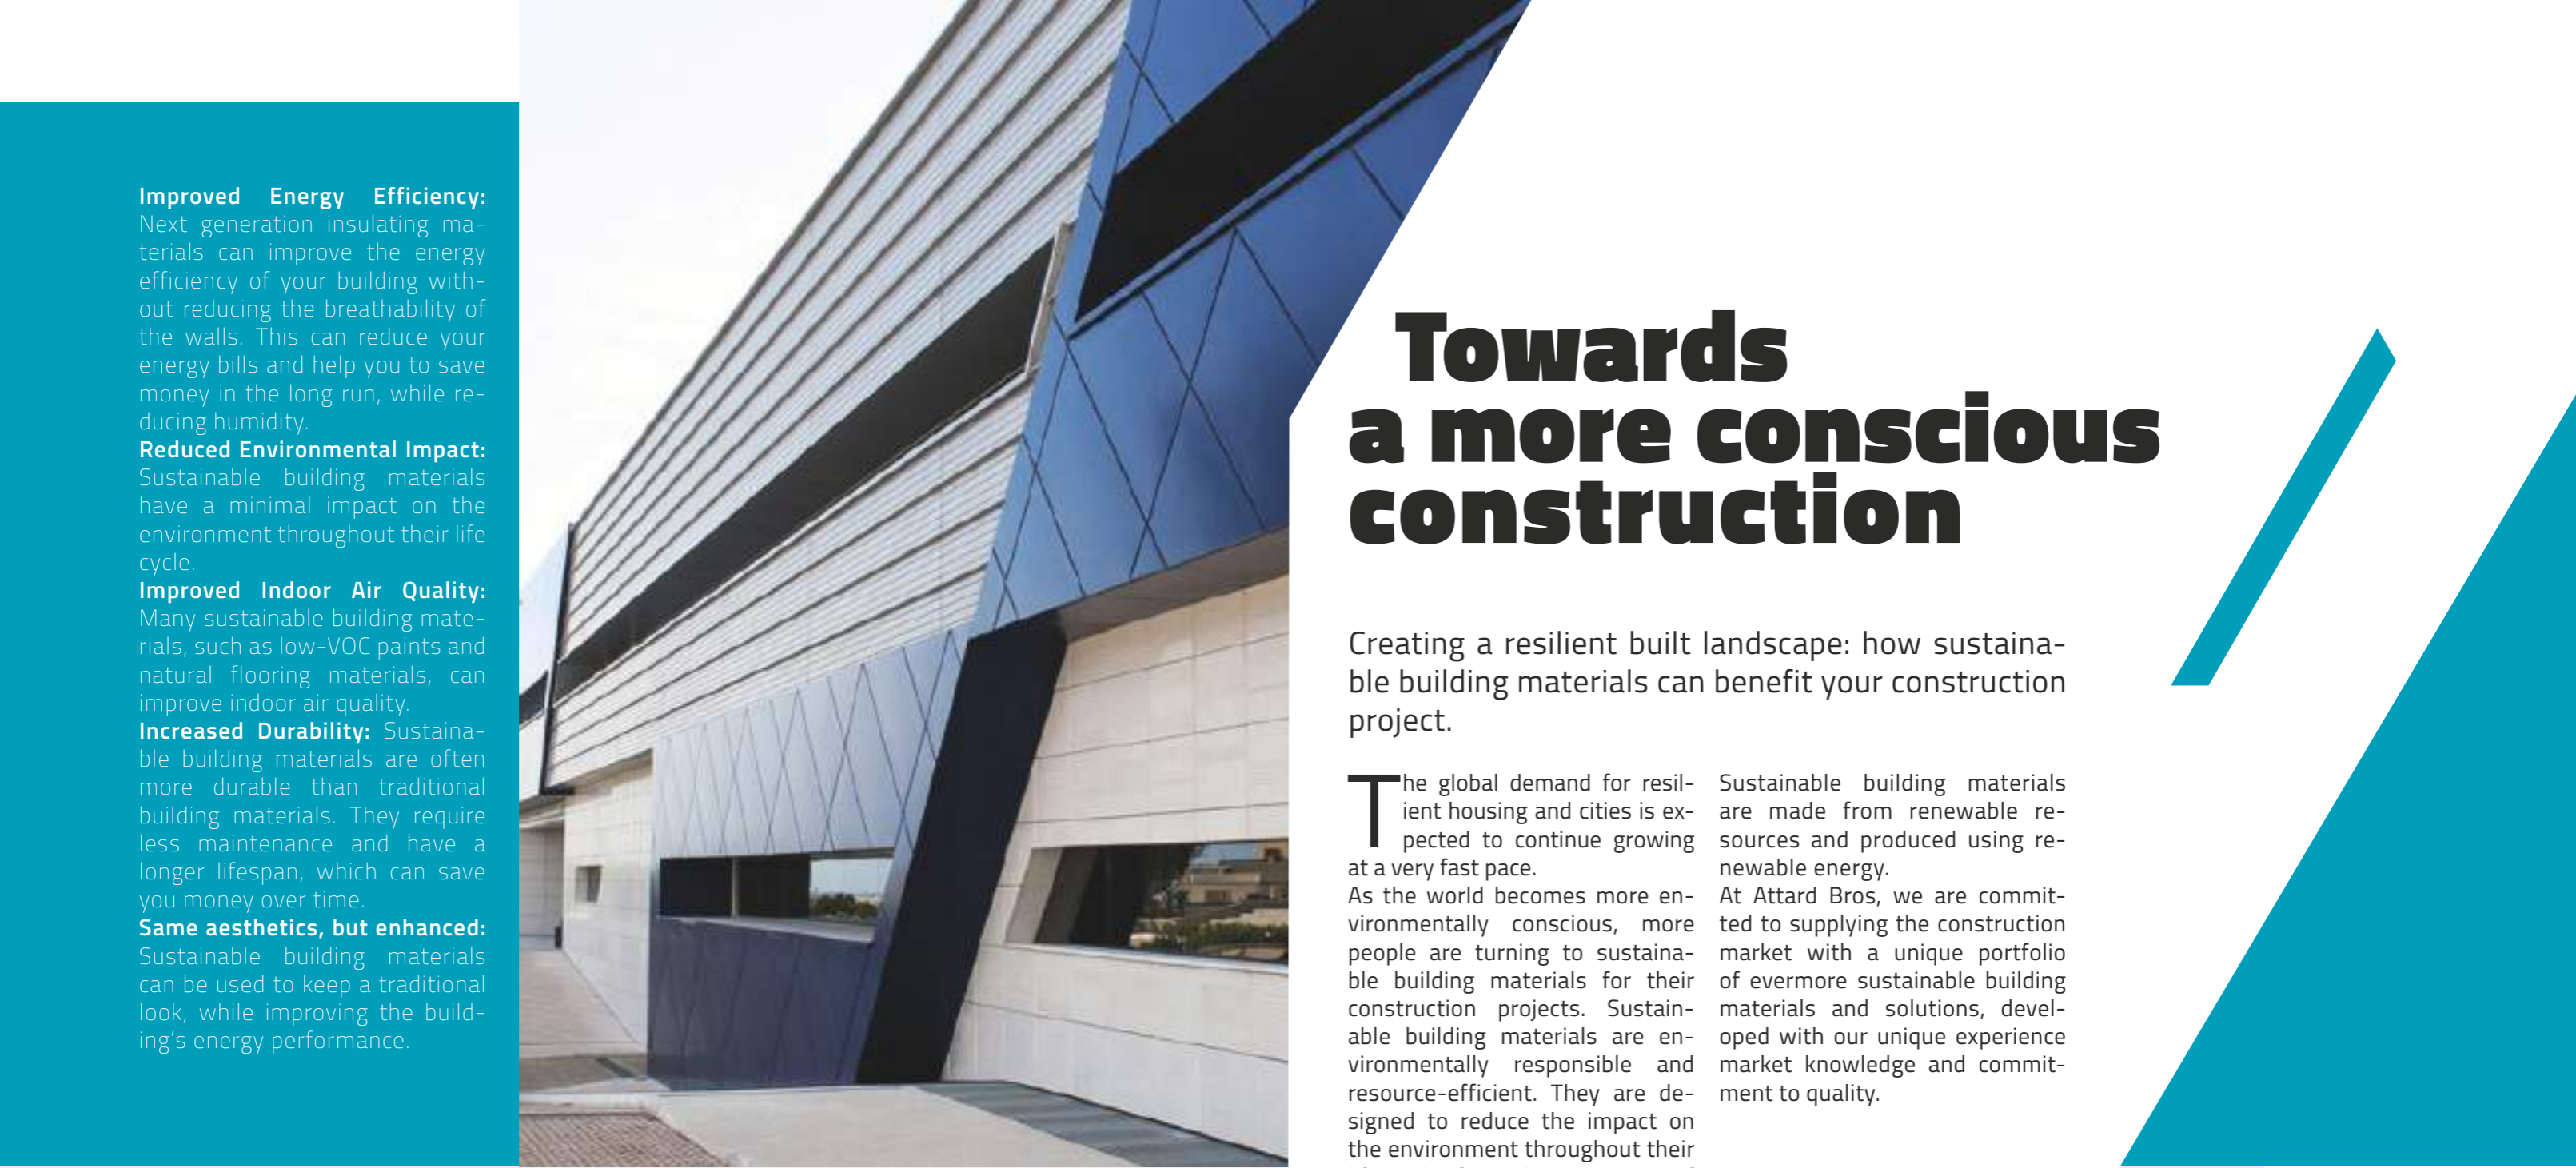 Improved Energy Efficiency:
Next generation insulating ma-
terials can improve the energy
efficiency of your building with-
out reducing the breathability of
the walls. This can reduce your
energy bills and help you to save
money in the long run, while re-
ducing humidity.
Reduced Environmental Impact:
Sustainable building materials
have a minimal impact on the
environment throughout their life
cycle.
Improved Indoor Air Quality:
Many sustainable building mate-
rials, such as low-VOC paints and
natural flooring materials, can
improve indoor air quality.
Increased Durability: Sustaina-
ble building materials are often
more durable than traditional
building materials. They require
less maintenance and have a
longer lifespan, which can save
you money over time.
Same aesthetics, but enhanced:
Sustainable building materials
can be used to keep a traditional
look, while improving the build-
ing's energy performance.
Towards
a more conscious
construction
Creating a resilient built landscape: how sustaina-
ble building materials can benefit your construction
project.
The global demand for resil-
ient housing and cities is ex-
pected to continue growing
at a very fast pace.
As the world becomes more en-
vironmentally conscious, more
people are turning to sustaina-
ble building materials for their
construction projects. Sustain-
able building materials are en-
vironmentally responsible and
resource-efficient. They are de-
signed to reduce the impact on
the environment throughout their
Sustainable building materials
are made from renewable re-
sources and produced using re-
newable energy.
At Attard Bros, we are commit-
ted to supplying the construction
market with a unique portfolio
of evermore sustainable building
materials and solutions, devel-
oped with our unique experience
market knowledge and commit-
ment to quality.